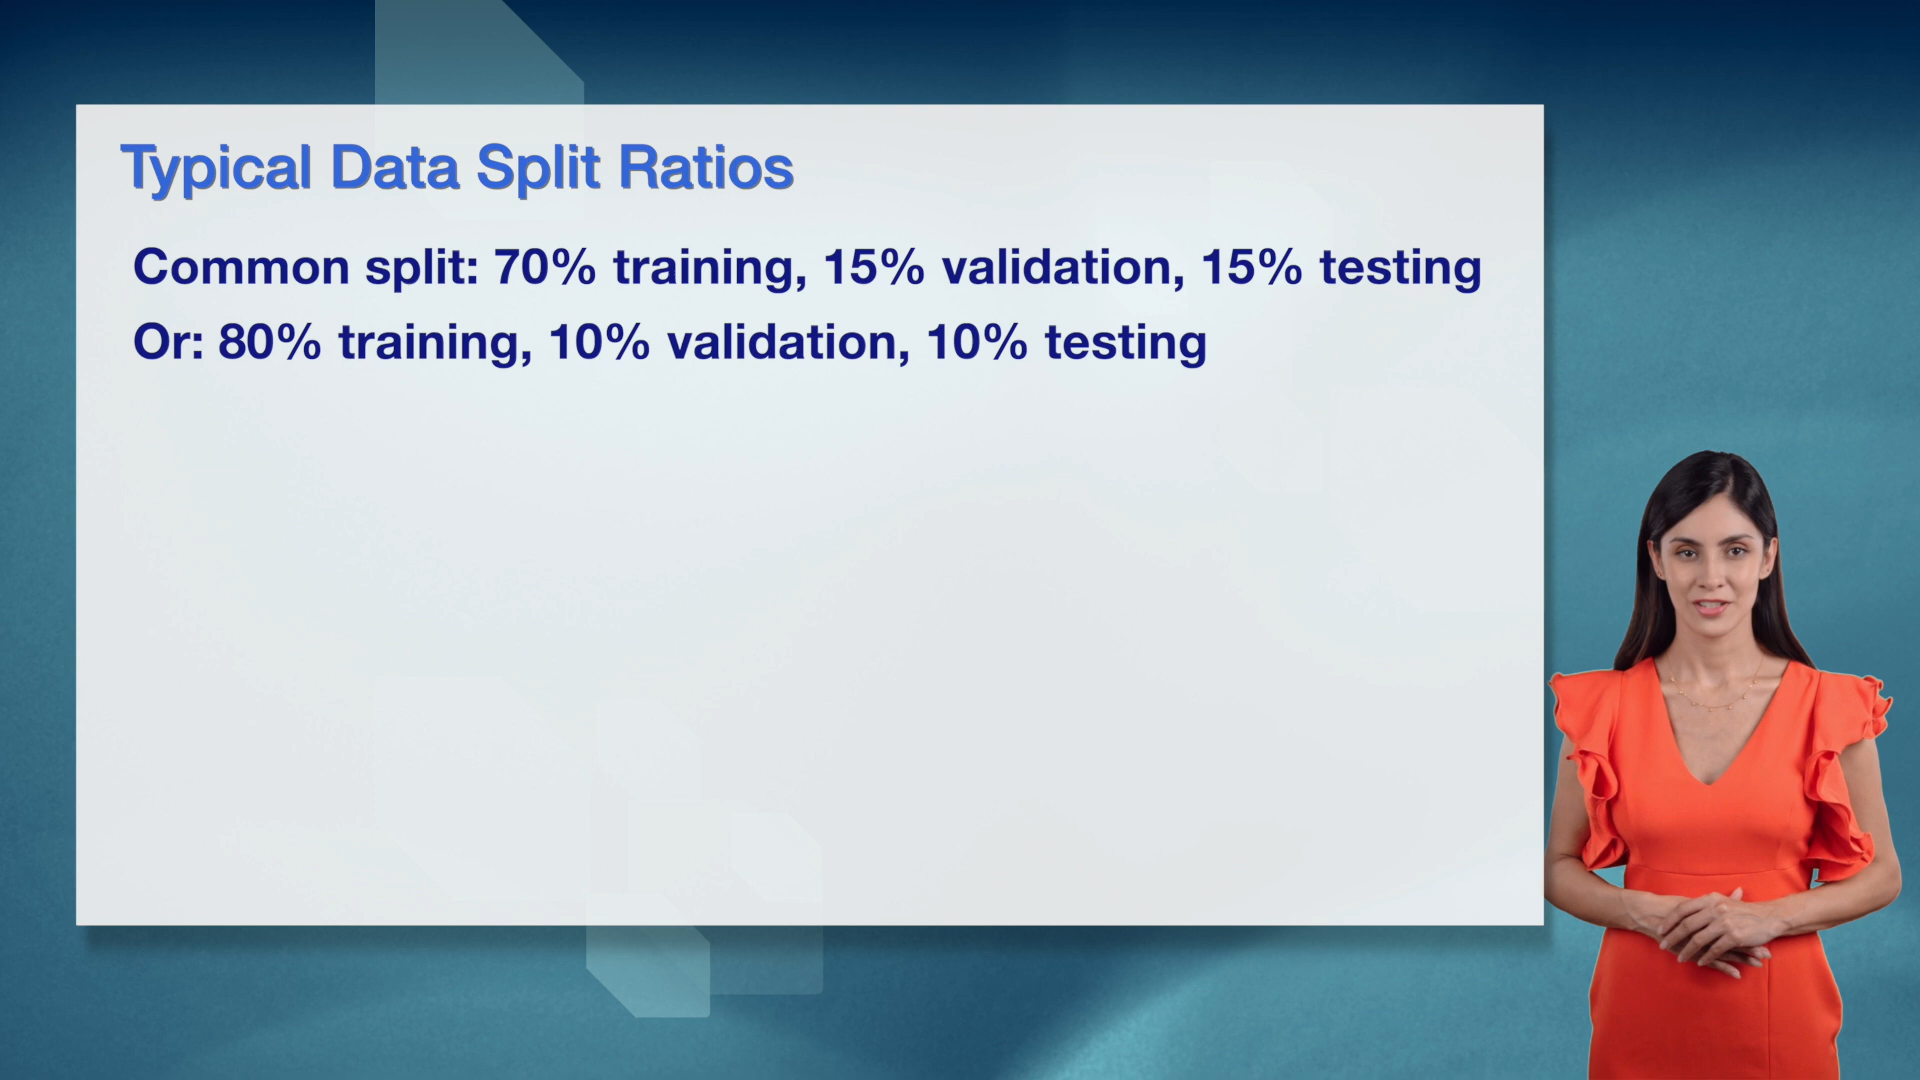 Typical Data Split Ratios
Common split: 70% training, 15% validation, 15% testing
Or: 80% training, 10% validation, 10% testing